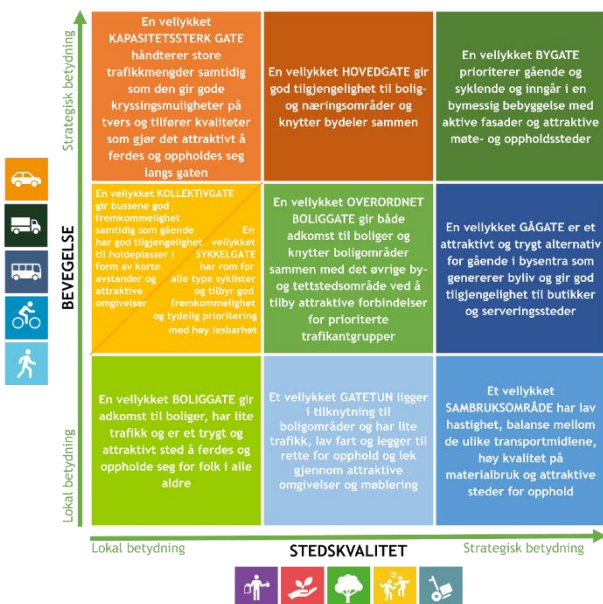 Strategisk betydning
BEVEGELSE
Lokal betydning
En vellykket
KAPASITETSSTERK GATE
håndterer store
trafikkmengder samtidig
som den gir gode
kryssingsmuligheter på
tvers og tilfører kvaliteter
som gjør det attraktivt å
ferdes og oppholdes seg
langs gaten
En vellykket HOVEDGATE gir
god tilgjengelighet til bolig-
og næringsområder og
knytter bydeler sammen
En vellykket BYGATE
prioriterer gående og
syklende og inngår i en
bymessig bebyggelse med
aktive fasader og attraktive
møte- og oppholdssteder
En vellykket KOLLEKTIVGATE
gir bussene god
fremkommelighet
samtidig som gående
har god tilgjengelighet
til holdeplasser i
form av korte
avstander og
attraktive
omgivelser
En
vellykket
SYKKELGATE
har rom for
alle type syklister
og tilbyr god
fremkommelighet
og tydelig prioritering
med høy lesbarhet
En vellykket OVERORDNET
BOLIGGATE gir både
adkomst til boliger og
knytter boligområder
sammen med det øvrige by-
og tettstedsområde ved å
tilby attraktive forbindelser
for prioriterte
trafikantgrupper
En vellykket GÅGATE er et
attraktivt og trygt alternativ
for gående i bysentra som
genererer byliv og gir god
tilgjengelighet til butikker
og serveringssteder
En vellykket BOLIGGATE gir
adkomst til boliger, har lite
trafikk og er et trygt og
attraktivt sted å ferdes og
oppholde seg for folk i alle
aldre
Et vellykket GATETUN ligger
i tilknytning til
boligområder og har lite
trafikk, lav fart og legger til
rette for opphold og lek
gjennom attraktive
omgivelser og møblering
Et vellykket
SAMBRUKSOMRÅDE har lav
hastighet, balanse mellom
de ulike transportmidlene,
høy kvalitet på
materialbruk og attraktive
steder for opphold
Lokal betydning
STEDSKVALITET
Strategisk betydning